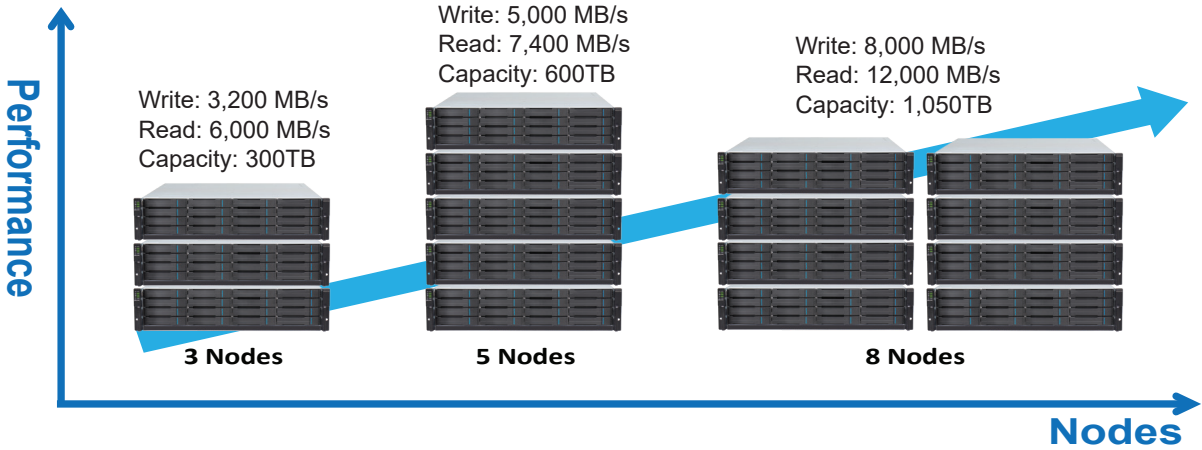 Performance
Write: 3,200 MB/s
Read: 6,000 MB/s
Capacity: 300TB
3 Nodes
Write: 5,000 MB/s
Read: 7,400 MB/s
Capacity: 600TB
5 Nodes
Write: 8,000 MB/s
Read: 12,000 MB/s
Capacity: 1,050TB
8 Nodes
Nodes